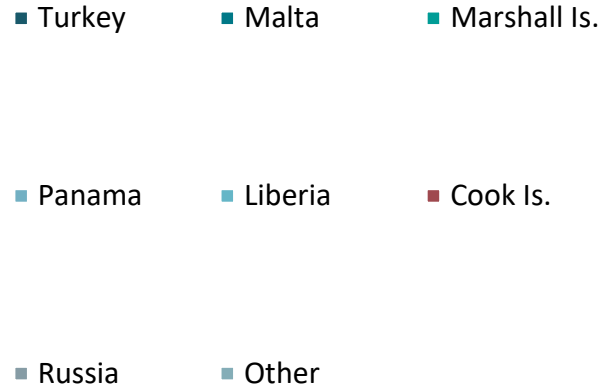 Turkey Malta Marshall Is.
Panama Liberia Cook Is.
Russia Other